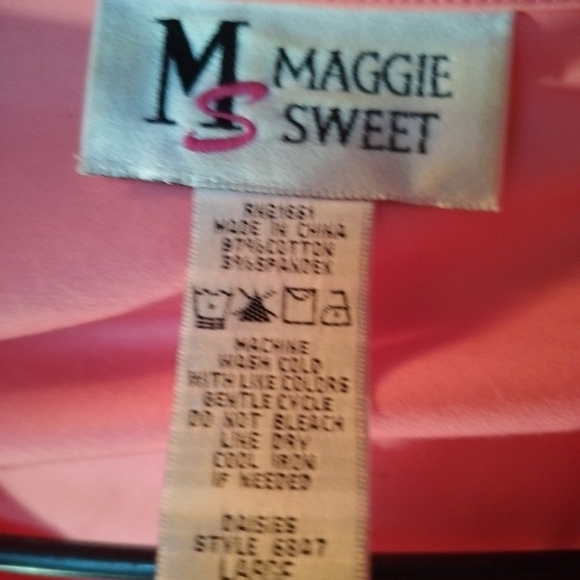 MS
MAGGIE
SWEET
MADE IN CHINA
97%COTTON
3%SPANDEX
MACHINE
WASH COLD
WITH LIKE COLORS
GENTLE CYCLE
DO NOT BLEACH
LINE DRY
COOL IRON
IF NEEDED
DAISIES
STYLE 6847
LARGE